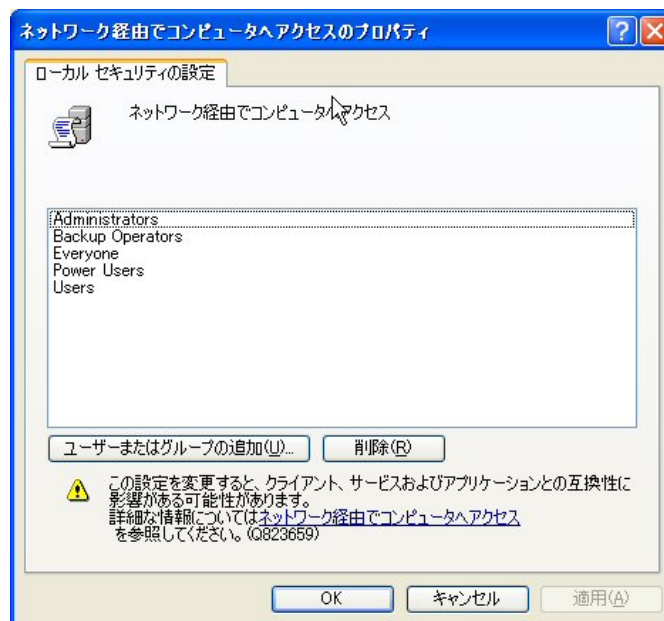 ネットワーク経由でコンピュータへアクセスのプロパティ
ローカル セキュリティの設定
ネットワーク経由でコンピュータへアクセス
Administrators
Backup Operators
Everyone
Power Users
Users
ユーザーまたはグループの追加(U)...
削除(R)
この設定を変更すると、クライアント、サービスおよびアプリケーションとの互換性に
影響がある可能性があります。
詳細な情報についてはネットワーク経由でコンピュータへアクセス
を参照してください。(Q823659)
OK
キャンセル
適用(A)